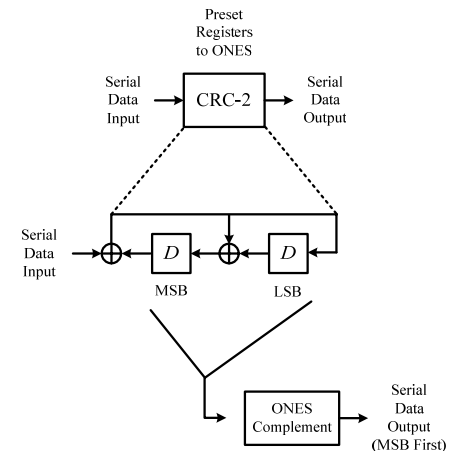 Preset
Registers
to ONES
Serial
Data
Input
CRC-2
Serial
Data
Output
Serial
Data
Input
D
D
MSB
LSB
ONES
Complement
Serial
Data
Output
(MSB First)